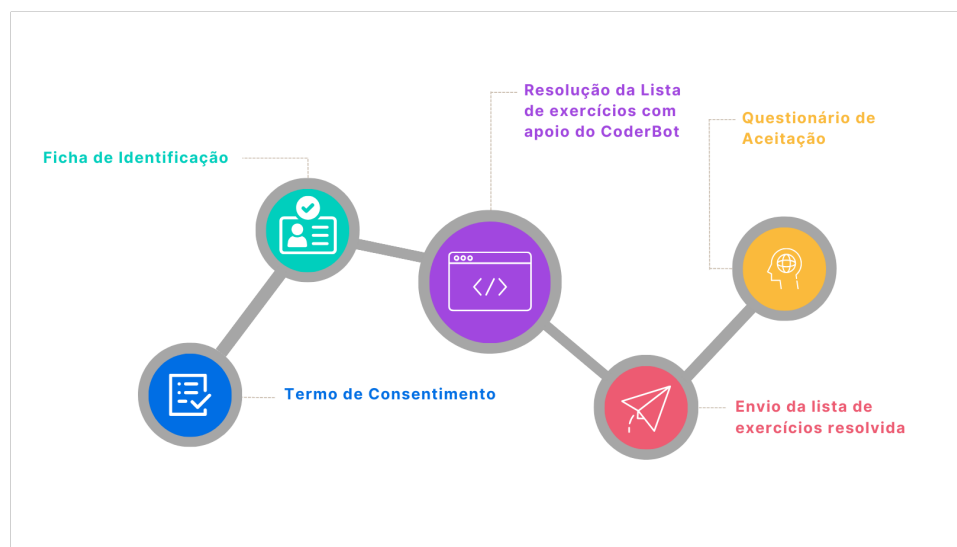 Resolução da Lista
de exercícios com
apoio do CoderBot
Questionário de
Aceitação
Ficha de Identificação
</>
Termo de Consentimento
Envio da lista de
exercícios resolvida